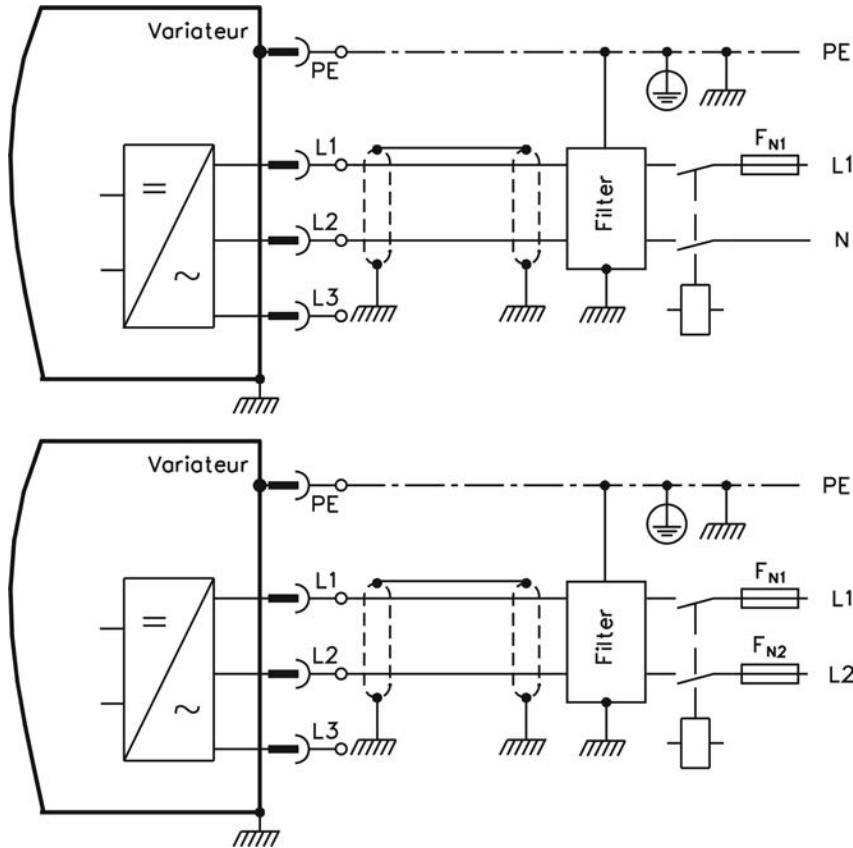 Variateur
PE
PE
L1
F_N1
L1
L2
Filter
N
L3
Variateur
PE
PE
L1
F_N1
L1
L2
Filter
F_N2
L2
L3